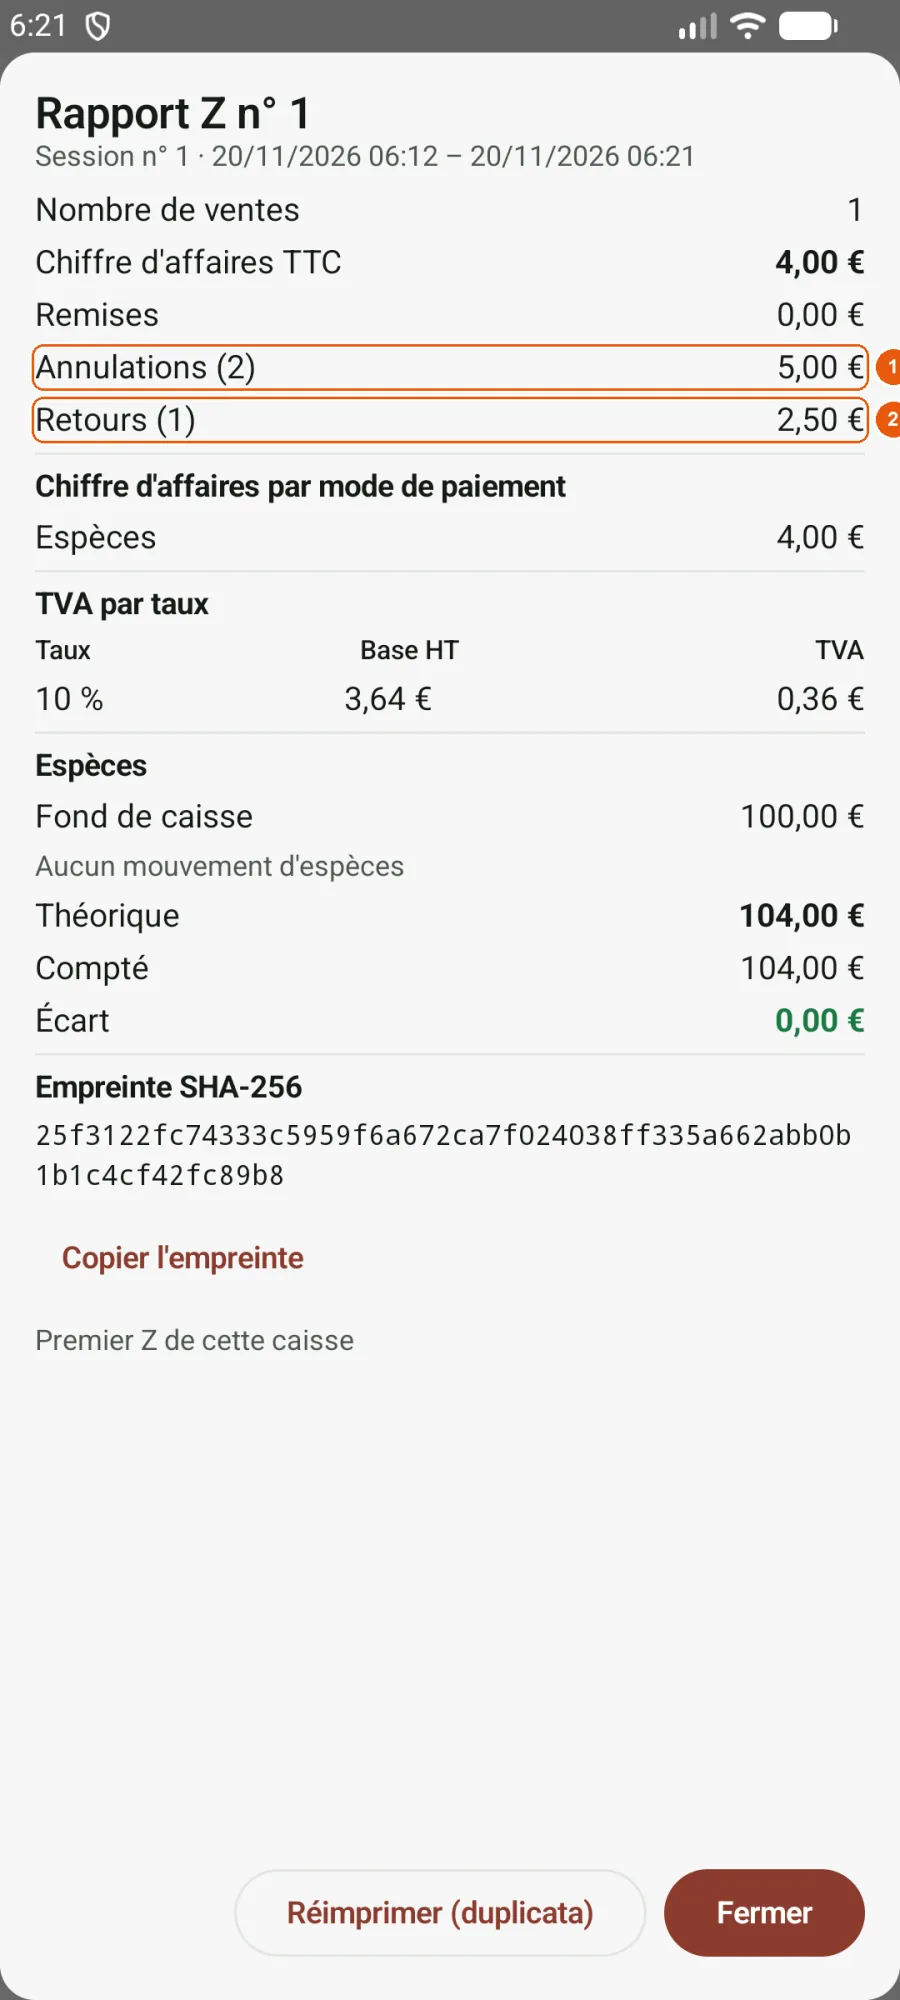 6:21
Rapport Z n° 1
Session n° 1 · 20/11/2026 06:12 – 20/11/2026 06:21
Nombre de ventes 1
Chiffre d'affaires TTC 4,00 €
Remises 0,00 €
Annulations (2) 5,00 € 1
Retours (1) 2,50 € 2
Chiffre d'affaires par mode de paiement
Espèces 4,00 €
TVA par taux
Taux Base HT TVA
10 % 3,64 € 0,36 €
Espèces
Fond de caisse 100,00 €
Aucun mouvement d'espèces
Théorique 104,00 €
Compté 104,00 €
Écart 0,00 €
Empreinte SHA-256
25f3122fc74333c5959f6a672ca7f024038ff335a662abb0b
1b1c4cf42fc89b8
Copier l'empreinte
Premier Z de cette caisse
Réimprimer (duplicata) Fermer